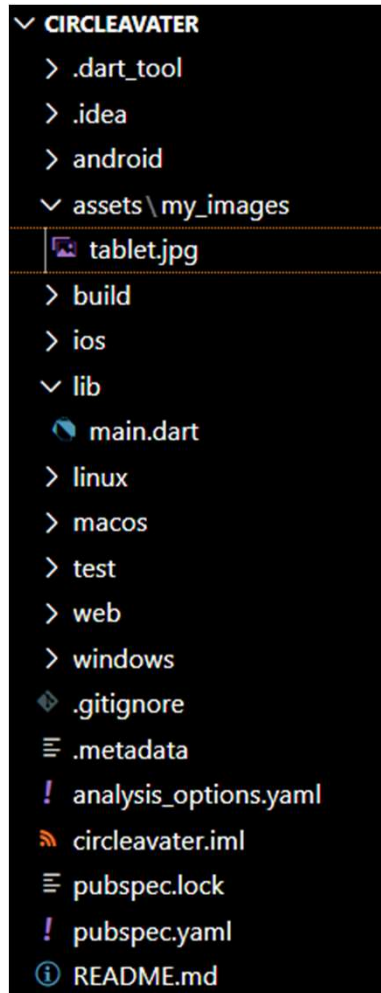 CIRCLEAVATER
.dart_tool
.idea
android
assets\my_images
tablet.jpg
build
ios
lib
main.dart
linux
macos
test
web
windows
.gitignore
.metadata
analysis_options.yaml
circleavater.iml
pubspec.lock
pubspec.yaml
README.md